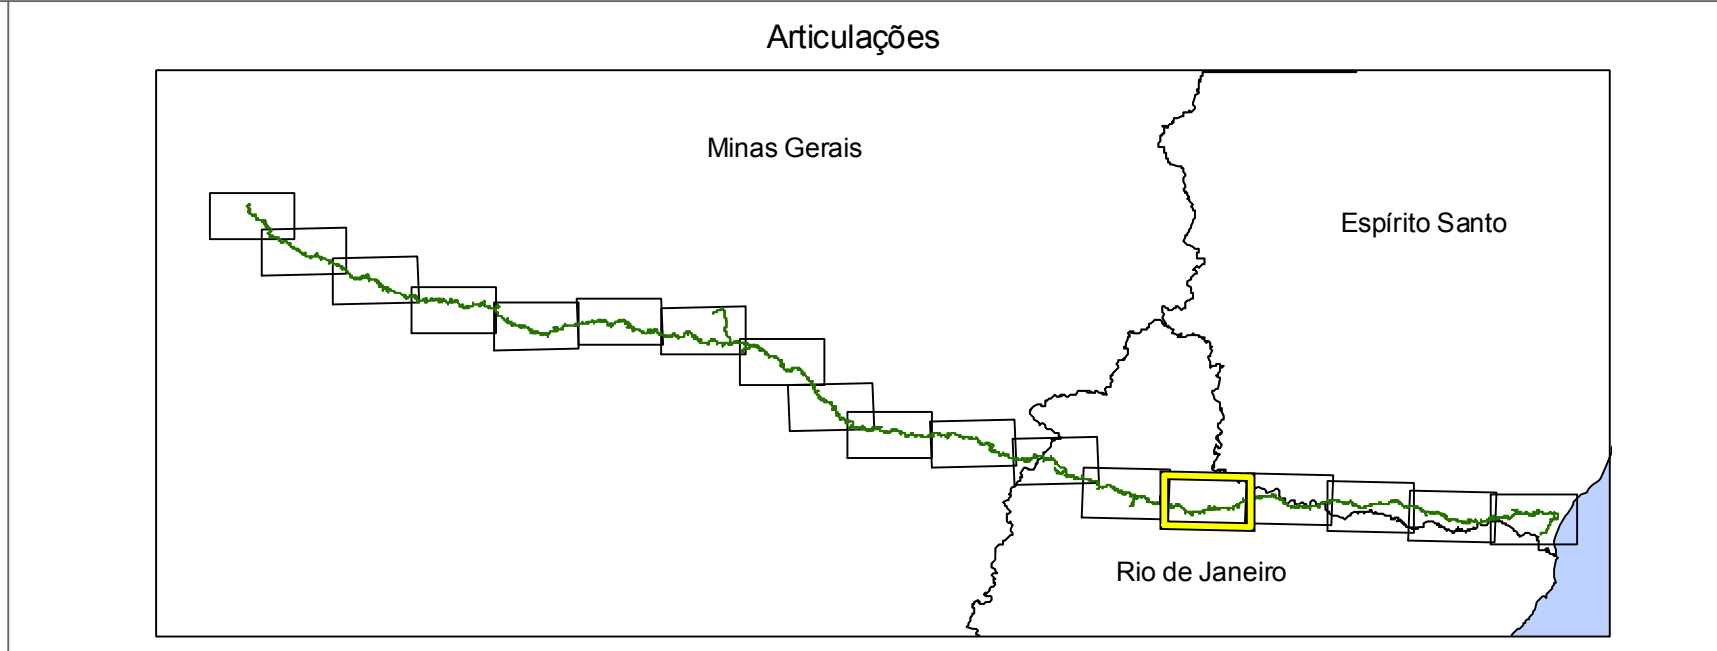 Articulações
Minas Gerais
Espírito Santo
Rio de Janeiro